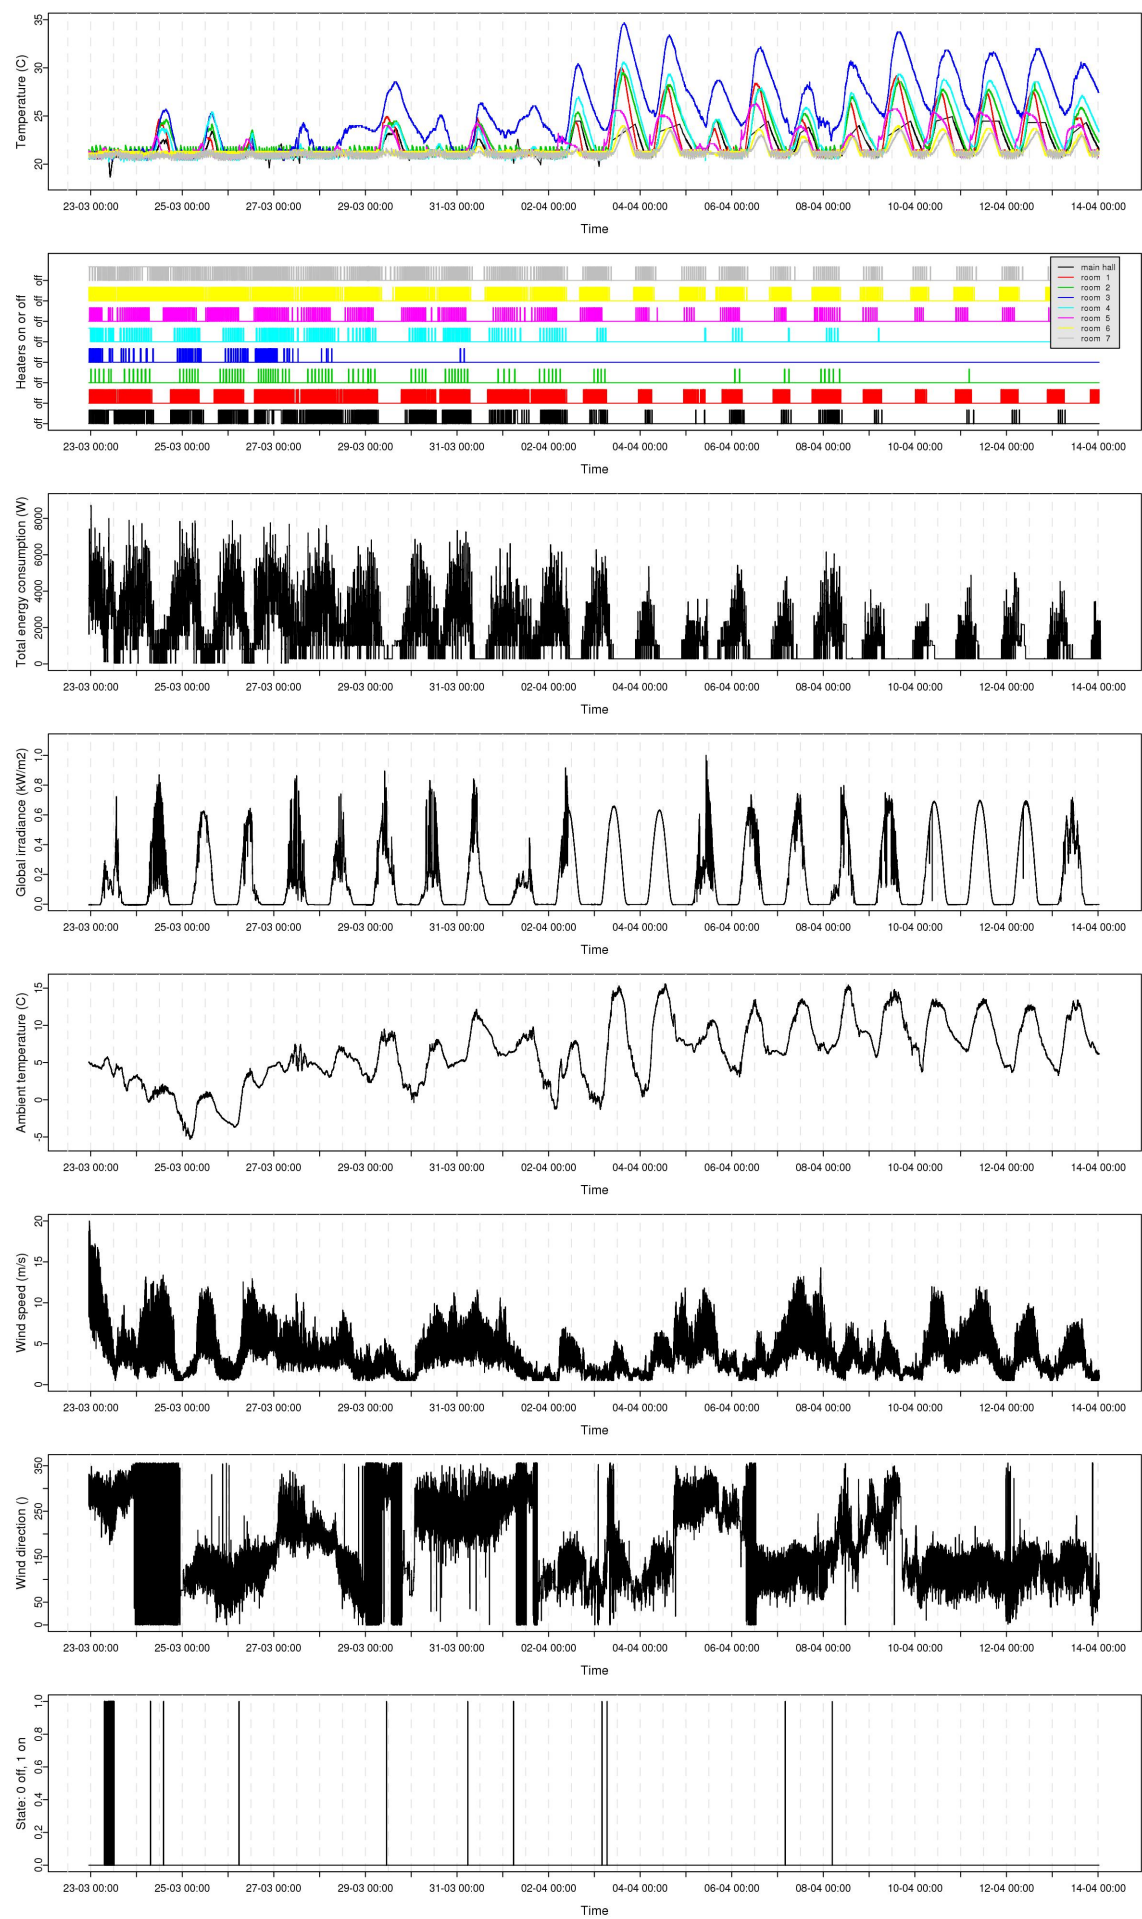 Temperature (C)
35
30
25
20
23-03 00:00 25-03 00:00 27-03 00:00 29-03 00:00 31-03 00:00 02-04 00:00 04-04 00:00 06-04 00:00 08-04 00:00 10-04 00:00 12-04 00:00 14-04 00:00
Time
Heaters on or off
off
off
off
off
off
off
off
off
main hall
room 1
room 2
room 3
room 4
room 5
room 6
room 7
23-03 00:00 25-03 00:00 27-03 00:00 29-03 00:00 31-03 00:00 02-04 00:00 04-04 00:00 06-04 00:00 08-04 00:00 10-04 00:00 12-04 00:00 14-04 00:00
Time
Total energy consumption (W)
8000
6000
4000
2000
0
23-03 00:00 25-03 00:00 27-03 00:00 29-03 00:00 31-03 00:00 02-04 00:00 04-04 00:00 06-04 00:00 08-04 00:00 10-04 00:00 12-04 00:00 14-04 00:00
Time
Global irradiance (kW/m2)
1.0
0.8
0.6
0.4
0.2
0.0
23-03 00:00 25-03 00:00 27-03 00:00 29-03 00:00 31-03 00:00 02-04 00:00 04-04 00:00 06-04 00:00 08-04 00:00 10-04 00:00 12-04 00:00 14-04 00:00
Time
Ambient temperature (C)
15
10
5
0
-5
23-03 00:00 25-03 00:00 27-03 00:00 29-03 00:00 31-03 00:00 02-04 00:00 04-04 00:00 06-04 00:00 08-04 00:00 10-04 00:00 12-04 00:00 14-04 00:00
Time
Wind speed (m/s)
20
15
10
5
0
23-03 00:00 25-03 00:00 27-03 00:00 29-03 00:00 31-03 00:00 02-04 00:00 04-04 00:00 06-04 00:00 08-04 00:00 10-04 00:00 12-04 00:00 14-04 00:00
Time
Wind direction ()
350
250
150
50
0
23-03 00:00 25-03 00:00 27-03 00:00 29-03 00:00 31-03 00:00 02-04 00:00 04-04 00:00 06-04 00:00 08-04 00:00 10-04 00:00 12-04 00:00 14-04 00:00
Time
State: 0 off, 1 on
1.0
0.8
0.6
0.4
0.2
0.0
23-03 00:00 25-03 00:00 27-03 00:00 29-03 00:00 31-03 00:00 02-04 00:00 04-04 00:00 06-04 00:00 08-04 00:00 10-04 00:00 12-04 00:00 14-04 00:00
Time